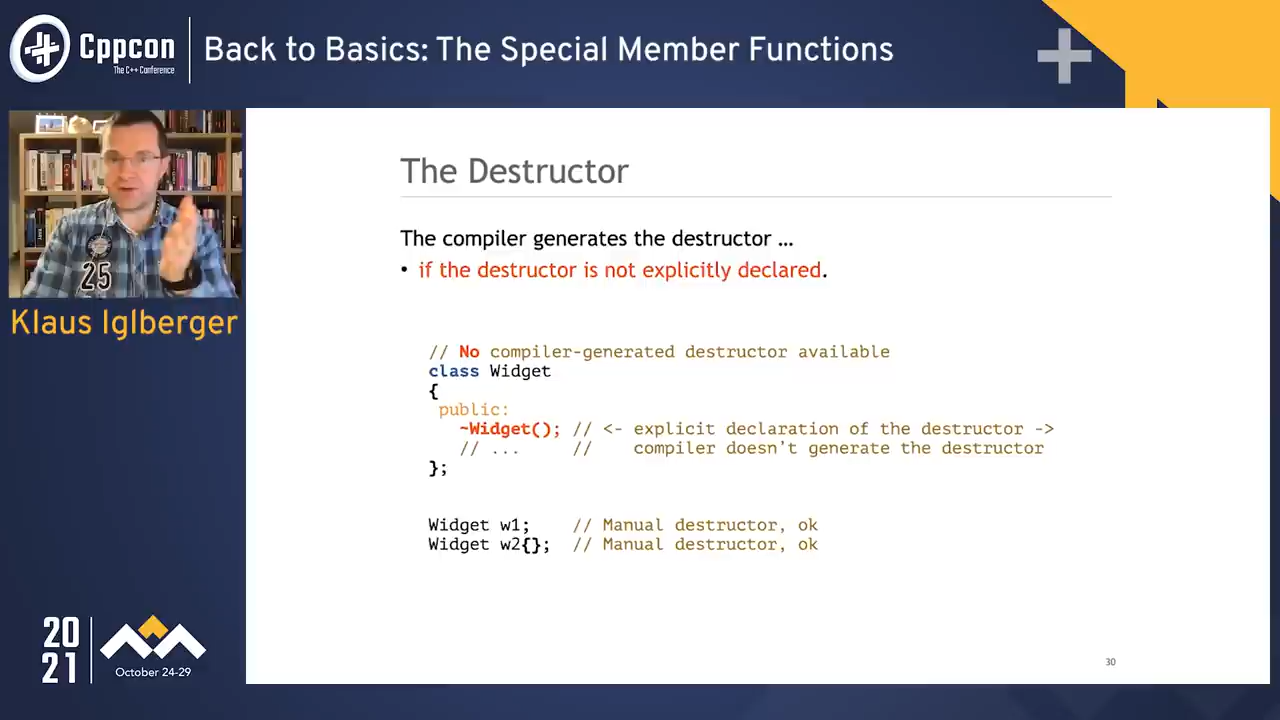 Cppcon
The C++ Conference
Back to Basics: The Special Member Functions
25
Klaus Iglberger
The Destructor
The compiler generates the destructor …
• if the destructor is not explicitly declared.
// No compiler-generated destructor available
class Widget
{
public:
~Widget(); // <- explicit declaration of the destructor ->
// ... // compiler doesn't generate the destructor
};
Widget w1; // Manual destructor, ok
Widget w2{}; // Manual destructor, ok
30
20
21
October 24-29